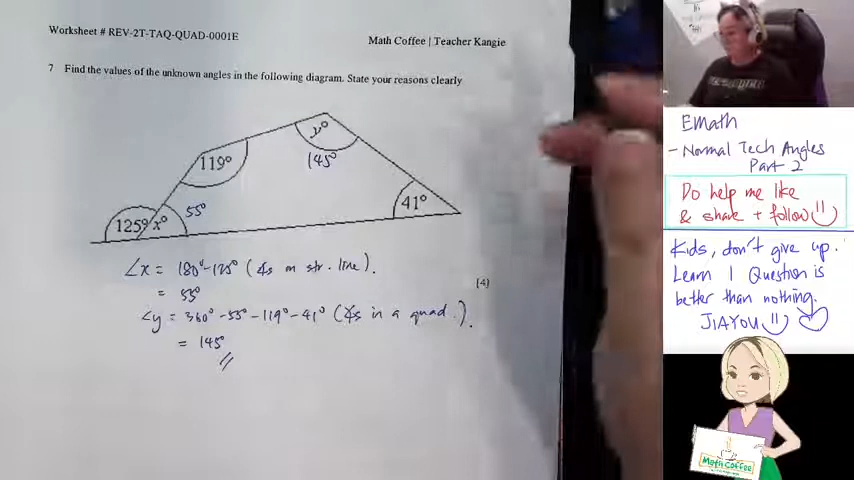 Worksheet # REV-2T-TAQ-QUAD-0001E
Math Coffee | Teacher Kangie
7 Find the values of the unknown angles in the following diagram. State your reasons clearly
119°
y°
145°
55°
41°
125°
x°
∠x = 180° - 125° (∡s on str. line).
= 55°
[4]
∠y = 360° - 55° - 119° - 41° (∡s in a quad.).
= 145°
EMath
- Normal Tech Angles
Part 2
Do help me like
& share + follow
Kids, don't give up.
Learn 1 Question is
better than nothing.
JIAYOU
Math Coffee